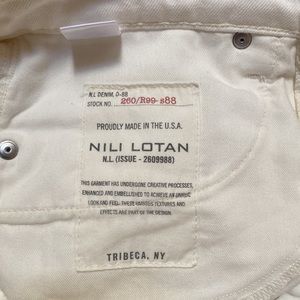 N.L DENIM, O-88
STOCK NO. 260/R99-s88
PROUDLY MADE IN THE U.S.A.
NILI LOTAN
N.L (ISSUE - 2609988)
THIS GARMENT HAS UNDERGONE CREATIVE PROCESSES,
ENHANCED AND EMBELLISHED TO ACHIEVE AN UNIQUE
LOOK AND FEEL. THESE VARIOUS TEXTURES AND
EFFECTS ARE PART OF THE DESIGN.
TRIBECA, NY